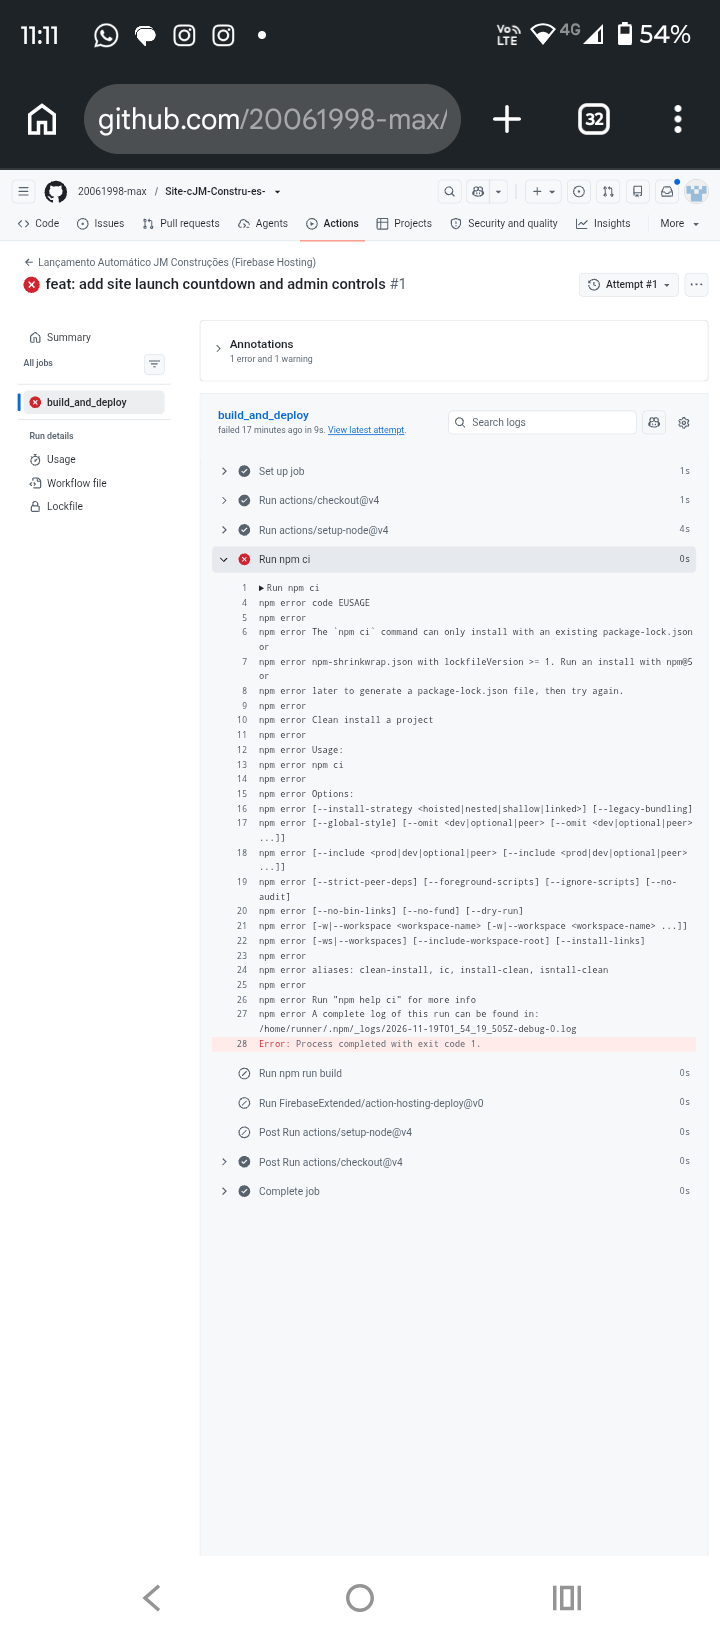 11:11
Vo LTE 4G 54%
github.com/20061998-max/
32
20061998-max / Site-cJM-Constru-es-
Code Issues Pull requests Agents Actions Projects Security and quality Insights More
Lançamento Automático JM Construções (Firebase Hosting)
feat: add site launch countdown and admin controls #1
Attempt #1
Summary
All jobs
build_and_deploy
Run details
Usage
Workflow file
Lockfile
Annotations
1 error and 1 warning
build_and_deploy
failed 17 minutes ago in 9s. View latest attempt.
Search logs
Set up job 1s
Run actions/checkout@v4 1s
Run actions/setup-node@v4 4s
Run npm ci 0s
1 Run npm ci
4 npm error code EUSAGE
5 npm error
6 npm error The `npm ci` command can only install with an existing package-lock.json
or
7 npm error npm-shrinkwrap.json with lockfileVersion >= 1. Run an install with npm@5
or
8 npm error later to generate a package-lock.json file, then try again.
9 npm error
10 npm error Clean install a project
11 npm error
12 npm error Usage:
13 npm error npm ci
14 npm error
15 npm error Options:
16 npm error [--install-strategy <hoisted|nested|shallow|linked>] [--legacy-bundling]
17 npm error [--global-style] [--omit <dev|optional|peer> [--omit <dev|optional|peer>
...]]
18 npm error [--include <prod|dev|optional|peer> [--include <prod|dev|optional|peer>
...]]
19 npm error [--strict-peer-deps] [--foreground-scripts] [--ignore-scripts] [--no-
audit]
20 npm error [--no-bin-links] [--no-fund] [--dry-run]
21 npm error [-w|--workspace <workspace-name> [-w|--workspace <workspace-name> ...]]
22 npm error [-ws|--workspaces] [--include-workspace-root] [--install-links]
23 npm error
24 npm error aliases: clean-install, ic, install-clean, isntall-clean
25 npm error
26 npm error Run "npm help ci" for more info
27 npm error A complete log of this run can be found in:
/home/runner/.npm/_logs/2026-11-19T01_54_19_505Z-debug-0.log
28 Error: Process completed with exit code 1.
Run npm run build 0s
Run FirebaseExtended/action-hosting-deploy@v0 0s
Post Run actions/setup-node@v4 0s
Post Run actions/checkout@v4 0s
Complete job 0s